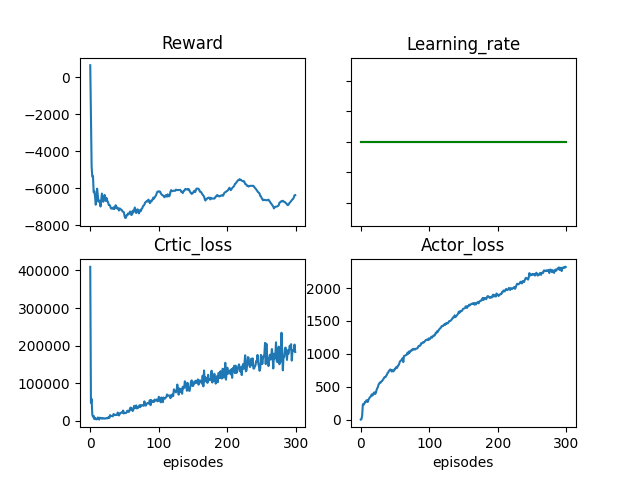 Reward
0
−2000
−4000
−6000
−8000
Learning_rate
Crtic_loss
400000
300000
200000
100000
0
0 100 200 300
episodes
Actor_loss
2000
1500
1000
500
0
0 100 200 300
episodes